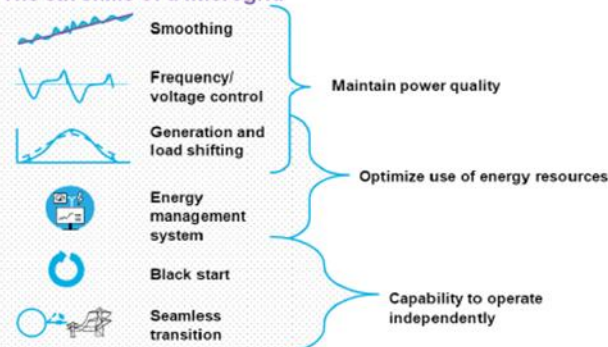 Smoothing
Frequency/
voltage control
Maintain power quality
Generation and
load shifting
Optimize use of energy resources
Energy
management
system
Black start
Capability to operate
independently
Seamless
transition